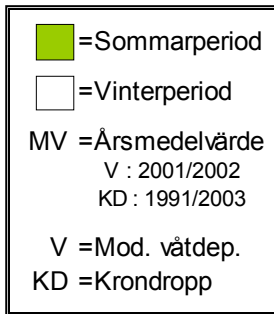 =Sommarperiod
=Vinterperiod
MV =Årsmedelvärde
V : 2001/2002
KD : 1991/2003
V =Mod. våtdep.
KD =Krondropp